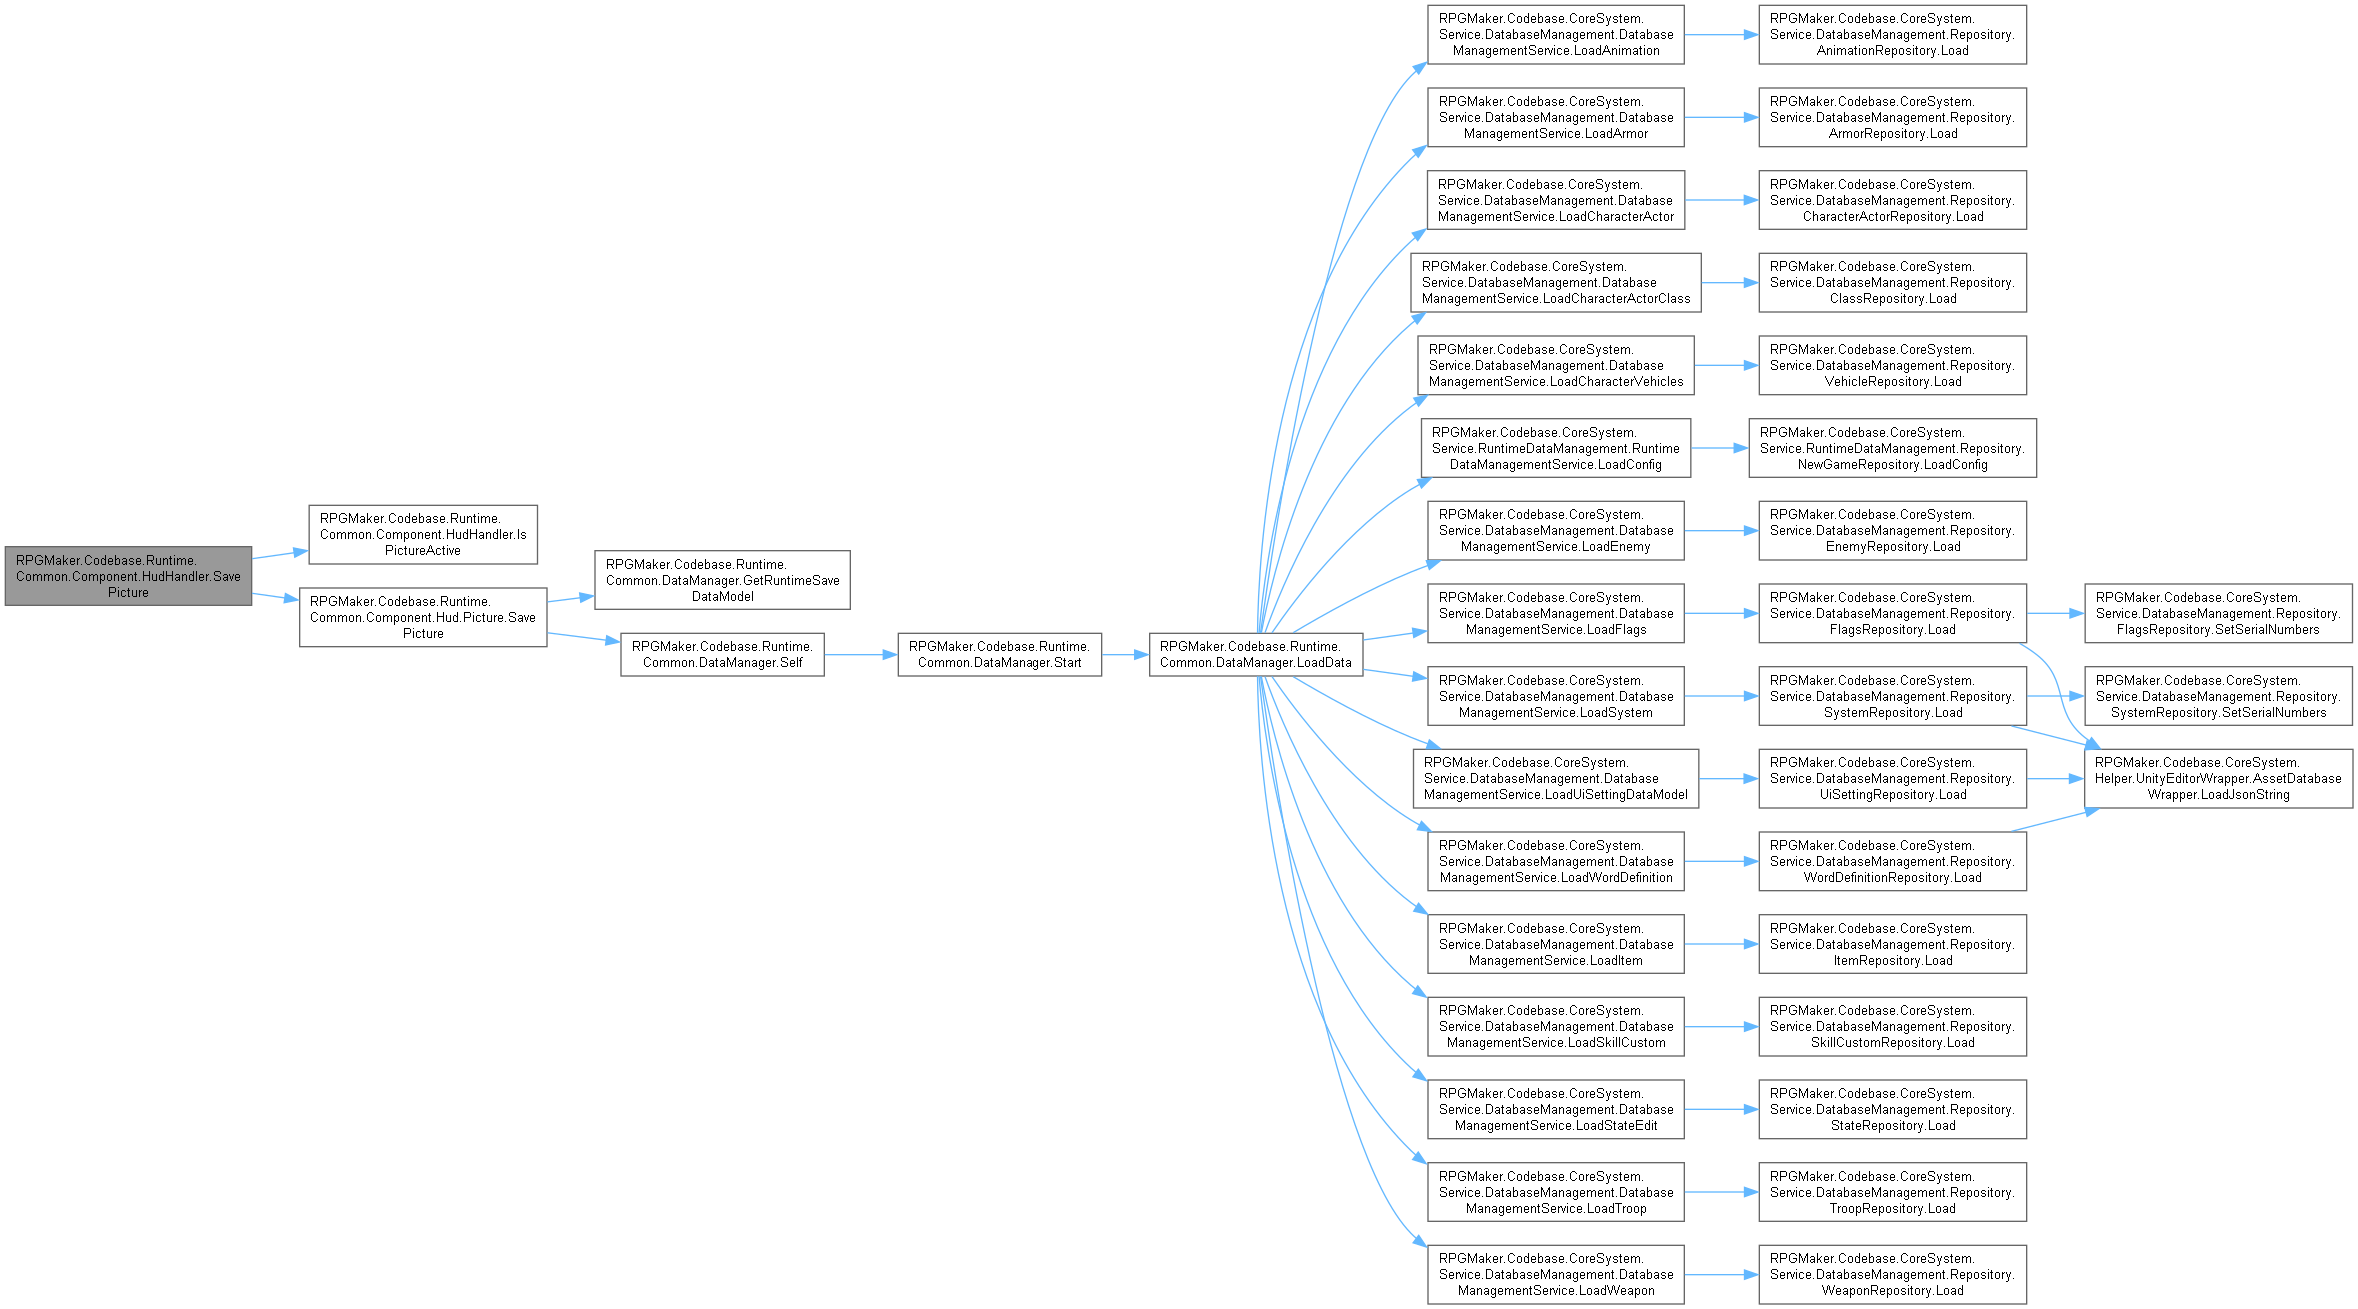 RPGMaker.Codebase.Runtime.
Common.Component.HudHandler.Save
Picture
RPGMaker.Codebase.Runtime.
Common.Component.HudHandler.Is
PictureActive
RPGMaker.Codebase.Runtime.
Common.Component.Hud.Picture.Save
Picture
RPGMaker.Codebase.Runtime.
Common.DataManager.GetRuntimeSave
DataModel
RPGMaker.Codebase.Runtime.
Common.DataManager.Self
RPGMaker.Codebase.Runtime.
Common.DataManager.Start
RPGMaker.Codebase.Runtime.
Common.DataManager.LoadData
RPGMaker.Codebase.CoreSystem.
Service.DatabaseManagement.Database
ManagementService.LoadAnimation
RPGMaker.Codebase.CoreSystem.
Service.DatabaseManagement.Repository.
AnimationRepository.Load
RPGMaker.Codebase.CoreSystem.
Service.DatabaseManagement.Database
ManagementService.LoadArmor
RPGMaker.Codebase.CoreSystem.
Service.DatabaseManagement.Repository.
ArmorRepository.Load
RPGMaker.Codebase.CoreSystem.
Service.DatabaseManagement.Database
ManagementService.LoadCharacterActor
RPGMaker.Codebase.CoreSystem.
Service.DatabaseManagement.Repository.
CharacterActorRepository.Load
RPGMaker.Codebase.CoreSystem.
Service.DatabaseManagement.Database
ManagementService.LoadCharacterActorClass
RPGMaker.Codebase.CoreSystem.
Service.DatabaseManagement.Repository.
ClassRepository.Load
RPGMaker.Codebase.CoreSystem.
Service.DatabaseManagement.Database
ManagementService.LoadCharacterVehicles
RPGMaker.Codebase.CoreSystem.
Service.DatabaseManagement.Repository.
VehicleRepository.Load
RPGMaker.Codebase.CoreSystem.
Service.RuntimeDataManagement.Runtime
DataManagementService.LoadConfig
RPGMaker.Codebase.CoreSystem.
Service.RuntimeDataManagement.Repository.
NewGameRepository.LoadConfig
RPGMaker.Codebase.CoreSystem.
Service.DatabaseManagement.Database
ManagementService.LoadEnemy
RPGMaker.Codebase.CoreSystem.
Service.DatabaseManagement.Repository.
EnemyRepository.Load
RPGMaker.Codebase.CoreSystem.
Service.DatabaseManagement.Database
ManagementService.LoadFlags
RPGMaker.Codebase.CoreSystem.
Service.DatabaseManagement.Repository.
FlagsRepository.Load
RPGMaker.Codebase.CoreSystem.
Service.DatabaseManagement.Repository.
FlagsRepository.SetSerialNumbers
RPGMaker.Codebase.CoreSystem.
Service.DatabaseManagement.Database
ManagementService.LoadSystem
RPGMaker.Codebase.CoreSystem.
Service.DatabaseManagement.Repository.
SystemRepository.Load
RPGMaker.Codebase.CoreSystem.
Service.DatabaseManagement.Repository.
SystemRepository.SetSerialNumbers
RPGMaker.Codebase.CoreSystem.
Service.DatabaseManagement.Database
ManagementService.LoadUiSettingDataModel
RPGMaker.Codebase.CoreSystem.
Service.DatabaseManagement.Repository.
UiSettingRepository.Load
RPGMaker.Codebase.CoreSystem.
Helper.UnityEditorWrapper.AssetDatabase
Wrapper.LoadJsonString
RPGMaker.Codebase.CoreSystem.
Service.DatabaseManagement.Database
ManagementService.LoadWordDefinition
RPGMaker.Codebase.CoreSystem.
Service.DatabaseManagement.Repository.
WordDefinitionRepository.Load
RPGMaker.Codebase.CoreSystem.
Service.DatabaseManagement.Database
ManagementService.LoadItem
RPGMaker.Codebase.CoreSystem.
Service.DatabaseManagement.Repository.
ItemRepository.Load
RPGMaker.Codebase.CoreSystem.
Service.DatabaseManagement.Database
ManagementService.LoadSkillCustom
RPGMaker.Codebase.CoreSystem.
Service.DatabaseManagement.Repository.
SkillCustomRepository.Load
RPGMaker.Codebase.CoreSystem.
Service.DatabaseManagement.Database
ManagementService.LoadStateEdit
RPGMaker.Codebase.CoreSystem.
Service.DatabaseManagement.Repository.
StateRepository.Load
RPGMaker.Codebase.CoreSystem.
Service.DatabaseManagement.Database
ManagementService.LoadTroop
RPGMaker.Codebase.CoreSystem.
Service.DatabaseManagement.Repository.
TroopRepository.Load
RPGMaker.Codebase.CoreSystem.
Service.DatabaseManagement.Database
ManagementService.LoadWeapon
RPGMaker.Codebase.CoreSystem.
Service.DatabaseManagement.Repository.
WeaponRepository.Load